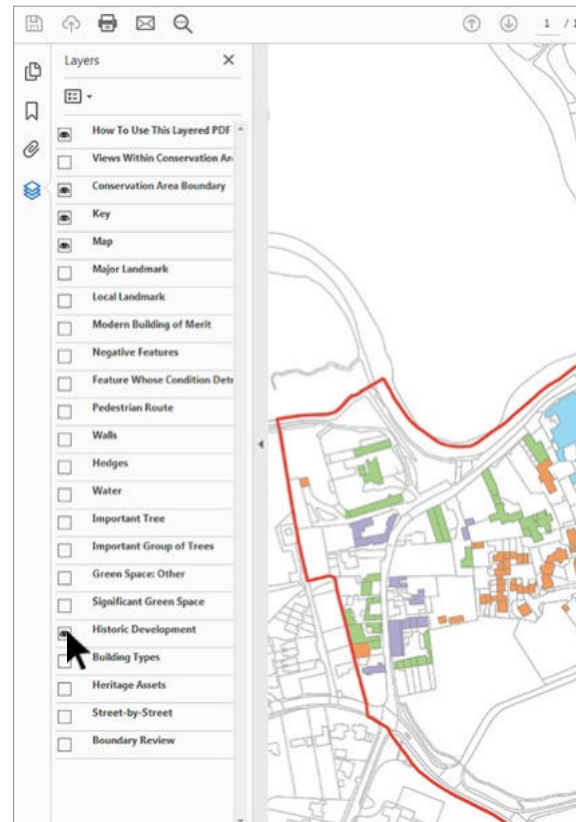 1 / 1
Layers
How To Use This Layered PDF
Views Within Conservation
Conservation Area Boundary
Key
Map
Major Landmark
Local Landmark
Modern Building of Merit
Negative Features
Feature Whose Condition
Pedestrian Route
Walls
Hedges
Water
Important Tree
Important Group of Trees
Green Space: Other
Significant Green Space
Historic Development
Building Types
Heritage Assets
Street-by-Street
Boundary Review